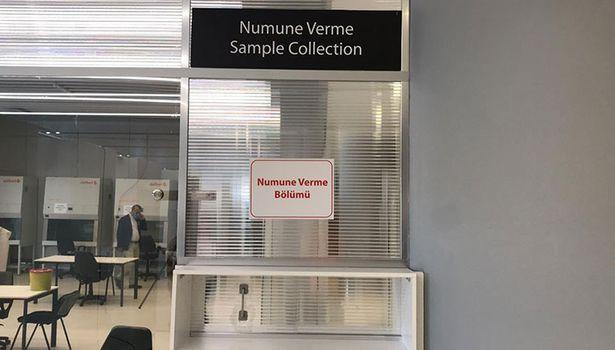 Numune Verme
Sample Collection
Numune Verme
Bölümü